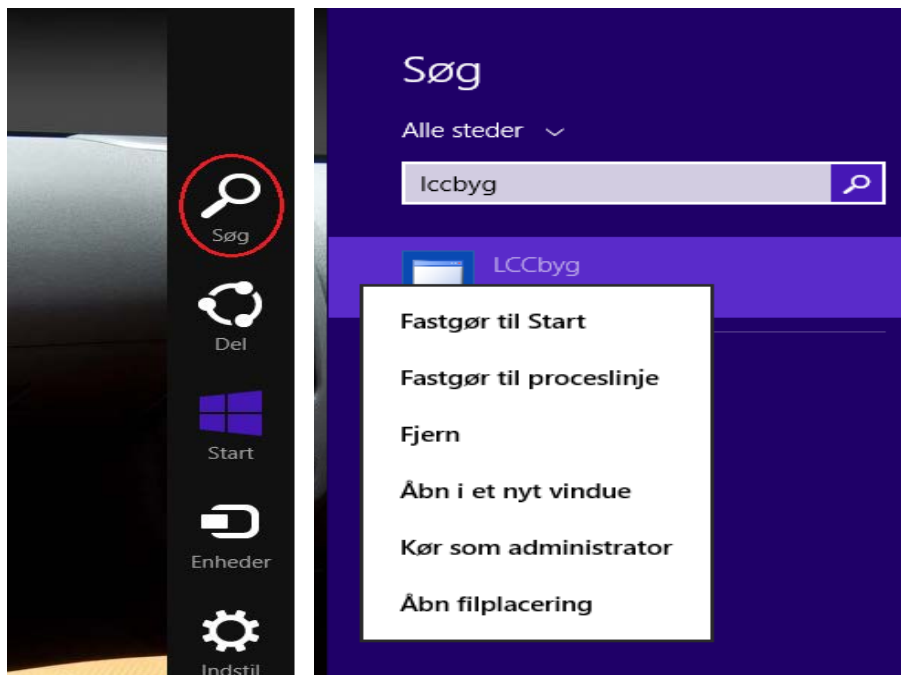 Søg
Del
Start
Enheder
Indstil
Søg
Alle steder
lccbyg
LCCbyg
Fastgør til Start
Fastgør til proceslinje
Fjern
Åbn i et nyt vindue
Kør som administrator
Åbn filplacering